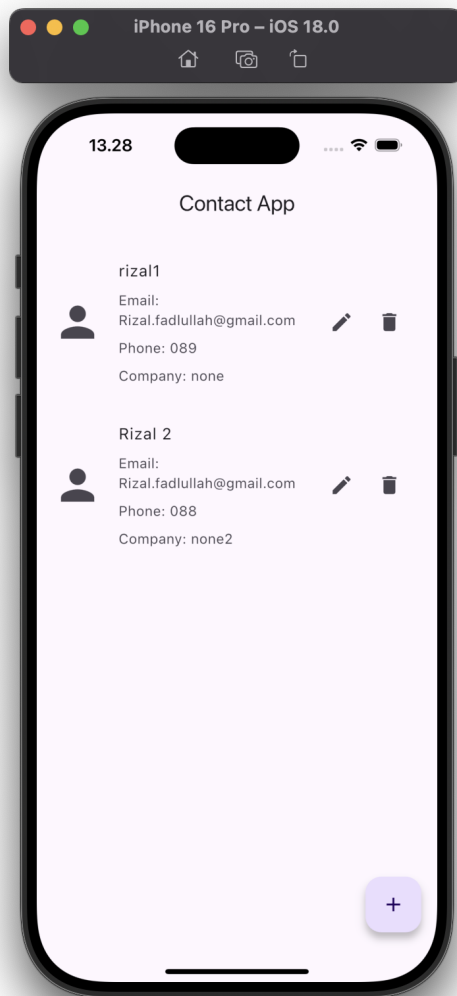 iPhone 16 Pro – iOS 18.0
13.28
Contact App
rizal1
Email:
Rizal.fadlullah@gmail.com
Phone: 089
Company: none
Rizal 2
Email:
Rizal.fadlullah@gmail.com
Phone: 088
Company: none2